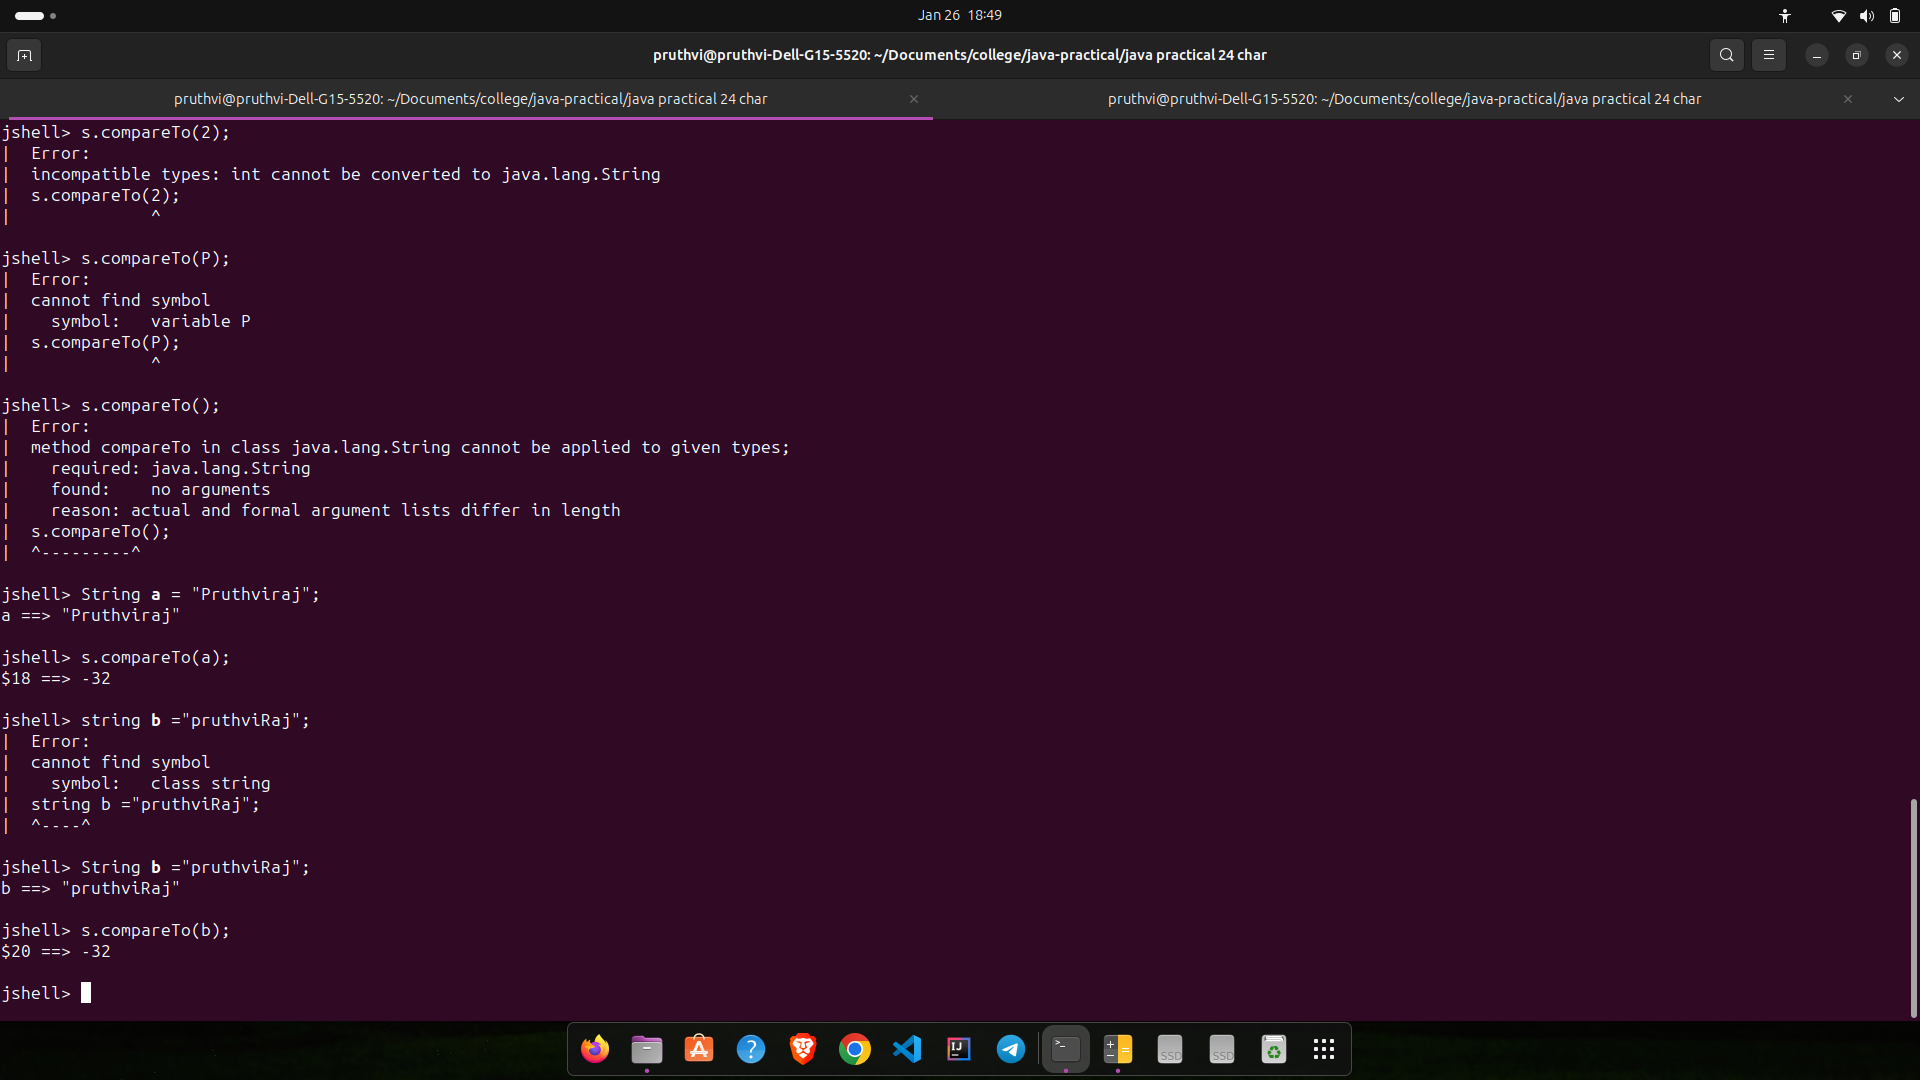 Jan 26 18:49
pruthvi@pruthvi-Dell-G15-5520: ~/Documents/college/java-practical/java practical 24 char
pruthvi@pruthvi-Dell-G15-5520: ~/Documents/college/java-practical/java practical 24 char
pruthvi@pruthvi-Dell-G15-5520: ~/Documents/college/java-practical/java practical 24 char
jshell> s.compareTo(2);
|  Error:
|  incompatible types: int cannot be converted to java.lang.String
|  s.compareTo(2);
|              ^
jshell> s.compareTo(P);
|  Error:
|  cannot find symbol
|    symbol:   variable P
|  s.compareTo(P);
|              ^
jshell> s.compareTo();
|  Error:
|  method compareTo in class java.lang.String cannot be applied to given types;
|    required: java.lang.String
|    found:    no arguments
|    reason: actual and formal argument lists differ in length
|  s.compareTo();
|  ^---------^
jshell> String a = "Pruthviraj";
a ==> "Pruthviraj"
jshell> s.compareTo(a);
$18 ==> -32
jshell> string b ="pruthviRaj";
|  Error:
|  cannot find symbol
|    symbol:   class string
|  string b ="pruthviRaj";
|  ^----^
jshell> String b ="pruthviRaj";
b ==> "pruthviRaj"
jshell> s.compareTo(b);
$20 ==> -32
jshell>
IJ
SSD
SSD